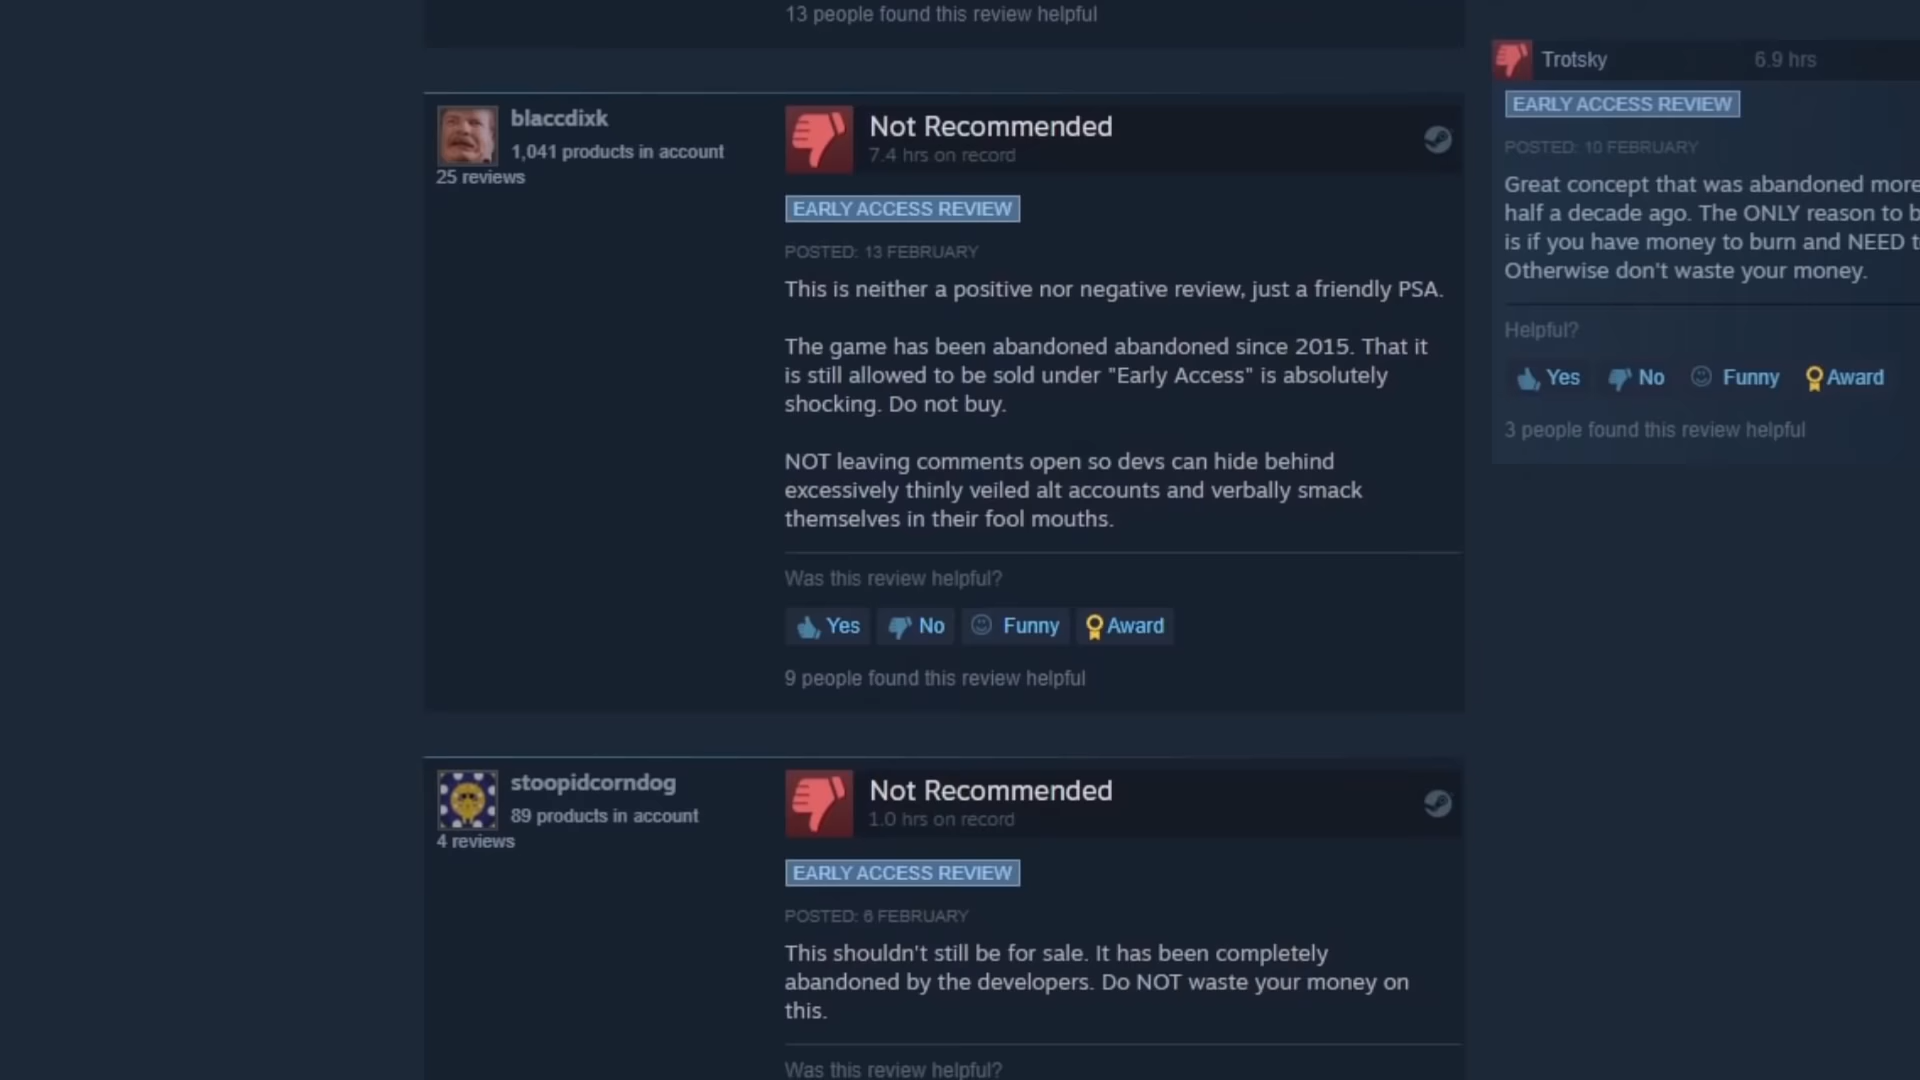 13 people found this review helpful
blaccdixk
1,041 products in account
25 reviews
Not Recommended
7.4 hrs on record
EARLY ACCESS REVIEW
POSTED: 13 FEBRUARY
This is neither a positive nor negative review, just a friendly PSA.
The game has been abandoned abandoned since 2015. That it
is still allowed to be sold under "Early Access" is absolutely
shocking. Do not buy.
NOT leaving comments open so devs can hide behind
excessively thinly veiled alt accounts and verbally smack
themselves in their fool mouths.
Was this review helpful?
Yes No Funny Award
9 people found this review helpful
stoopidcorndog
89 products in account
4 reviews
Not Recommended
1.0 hrs on record
EARLY ACCESS REVIEW
POSTED: 6 FEBRUARY
This shouldn't still be for sale. It has been completely
abandoned by the developers. Do NOT waste your money on
this.
Was this review helpful?
Trotsky 6.9 hrs
EARLY ACCESS REVIEW
POSTED: 10 FEBRUARY
Great concept that was abandoned more
half a decade ago. The ONLY reason to
is if you have money to burn and NEED
Otherwise don't waste your money.
Helpful?
Yes No Funny Award
3 people found this review helpful